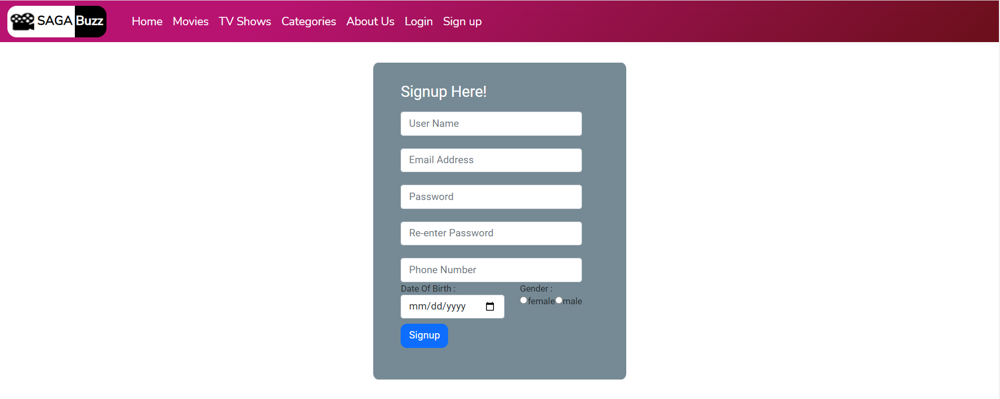 SAGA Buzz Home Movies TV Shows Categories About Us Login Sign up
Signup Here!
User Name
Email Address
Password
Re-enter Password
Phone Number
Date Of Birth : Gender :
female male
mm/dd/yyyy
Signup